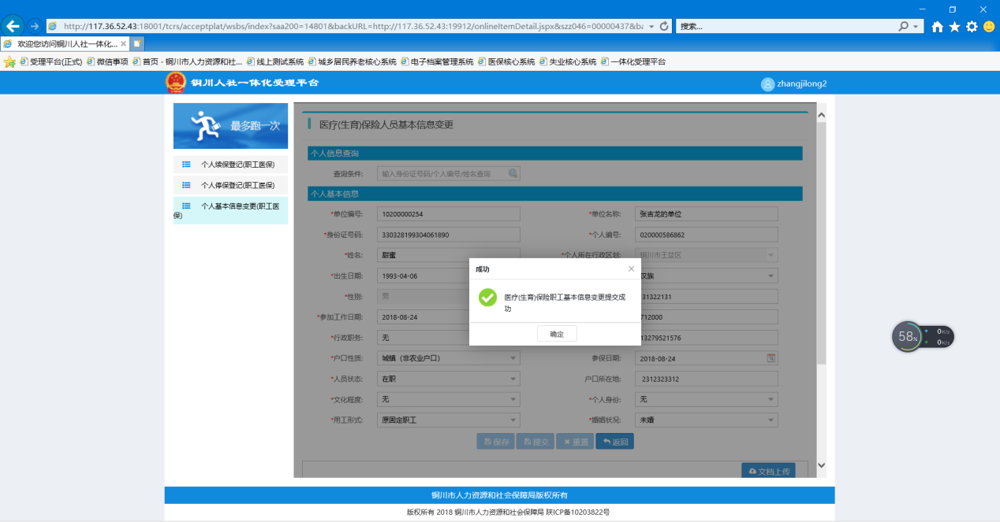 http://117.36.52.43:18001/tcrs/acceptplat/wsbs/index?saa200=14801&backURL=http://117.36.52.43:19912/onlineItemDetail.jspx&szz046=00000437&ba
搜索...
欢迎您访问铜川人社一体化...
受理平台(正式) 微信事项 首页 - 铜川市人力资源和社... 线上测试系统 城乡居民养老核心系统 电子档案管理系统 医保核心系统 失业核心系统 一体化受理平台
铜川人社一体化受理平台
zhangjilong2
最多跑一次
个人续保登记(职工医保)
个人停保登记(职工医保)
个人基本信息变更(职工医
保)
医疗(生育)保险人员基本信息变更
个人信息查询
查询条件: 输入身份证号码/个人编号/姓名查询
个人基本信息
*单位编号: 10200000254 *单位名称: 张吉龙的单位
*身份证号码: 330328199304061890 *个人编号: 020000586862
*姓名: 甜蜜 *个人所在行政区划: 铜川市王益区
*出生日期: 1993-04-06 汉族
*性别: 男 31322131
*参加工作日期: 2018-08-24 712000
*行政职务: 无 13279521576
*户口性质: 城镇（非农业户口） 参保日期: 2018-08-24
*人员状态: 在职 户口所在地: 2312323312
*文化程度: 无 *个人身份: 无
*用工形式: 原固定职工 *婚姻状况: 未婚
保存 提交 重置 返回
文档上传
成功
医疗(生育)保险职工基本信息变更提交成
功
确定
58%
0K/s
0K/s
铜川市人力资源和社会保障局版权所有
版权所有 2018 铜川市人力资源和社会保障局 陕ICP备10203822号